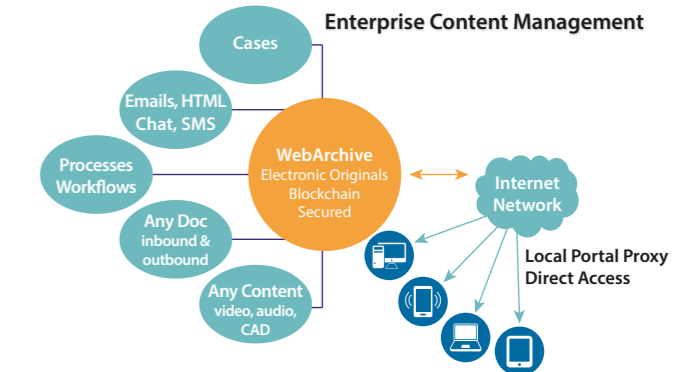 Enterprise Content Management
Cases
Emails, HTML
Chat, SMS
Processes
Workflows
Any Doc
inbound &
outbound
Any Content
video, audio,
CAD
WebArchive
Electronic Originals
Blockchain
Secured
Internet
Network
Local Portal Proxy
Direct Access